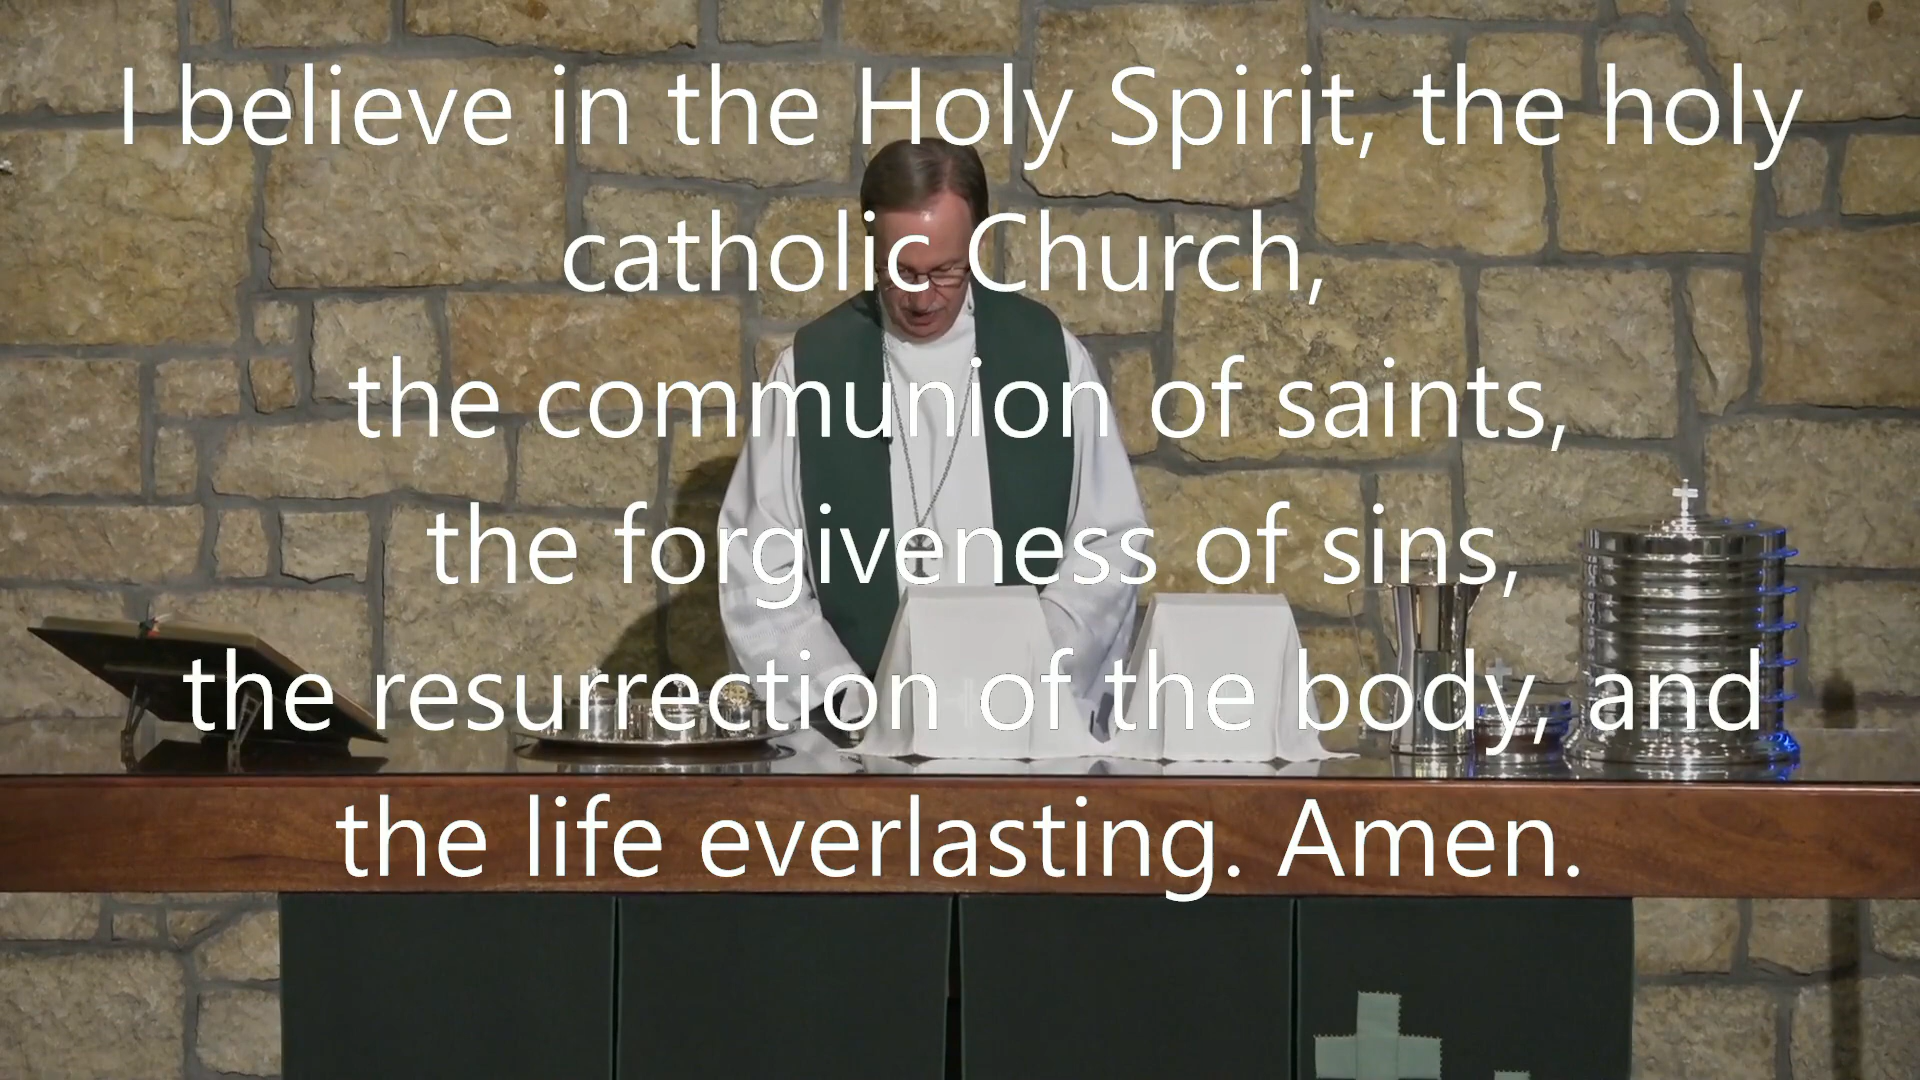 I believe in the Holy Spirit, the holy
catholic Church,
the communion of saints,
the forgiveness of sins,
the resurrection of the body, and
the life everlasting. Amen.